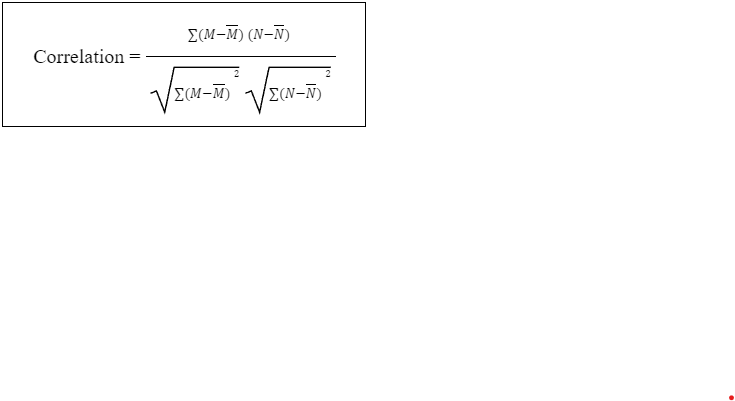 Correlation = ∑(M−M̅) (N−N̅)
√∑(M−M̅)² √∑(N−N̅)²